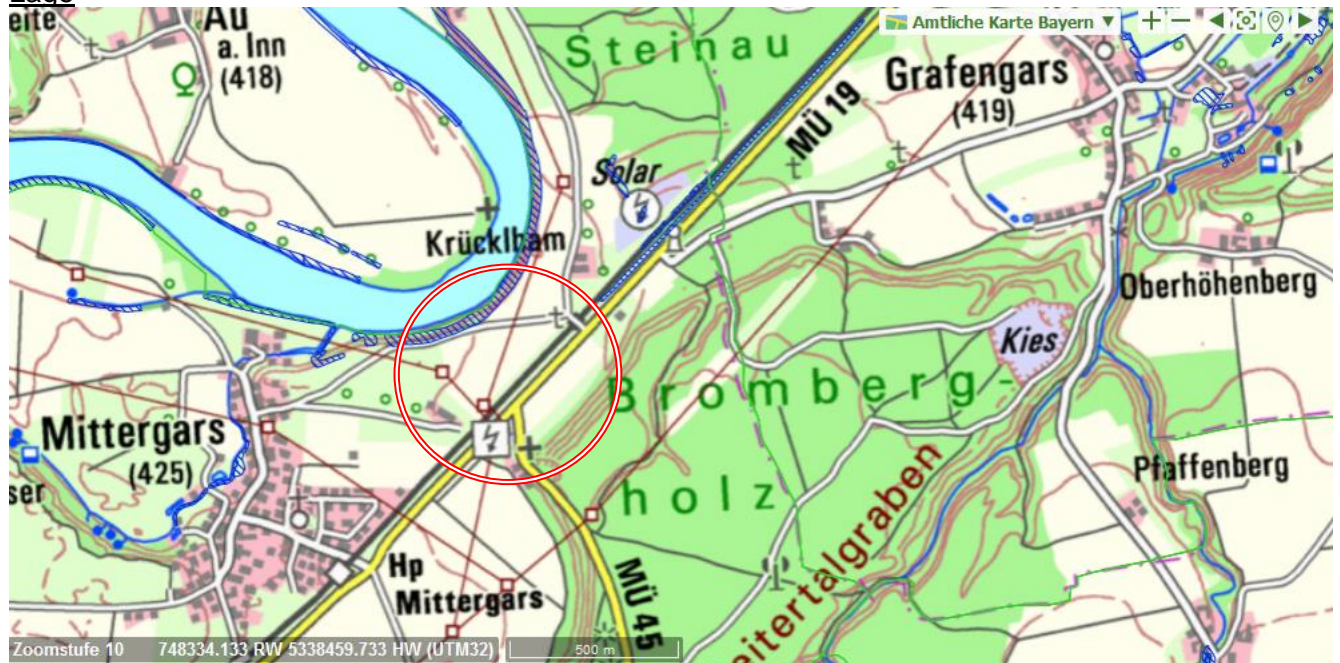 Lage
Amtliche Karte Bayern
Au
a. Inn
(418)
Steinau
Grafengars
(419)
MÜ 19
Solar
Krücklham
Oberhöhenberg
Kies
Bromberg-
holz
Mittergars
(425)
ser
Pfaffenberg
Hp
Mittergars
MÜ 45
eitertalgraben
Zoomstufe 10 748334.133 RW 5338459.733 HW (UTM32) 500 m